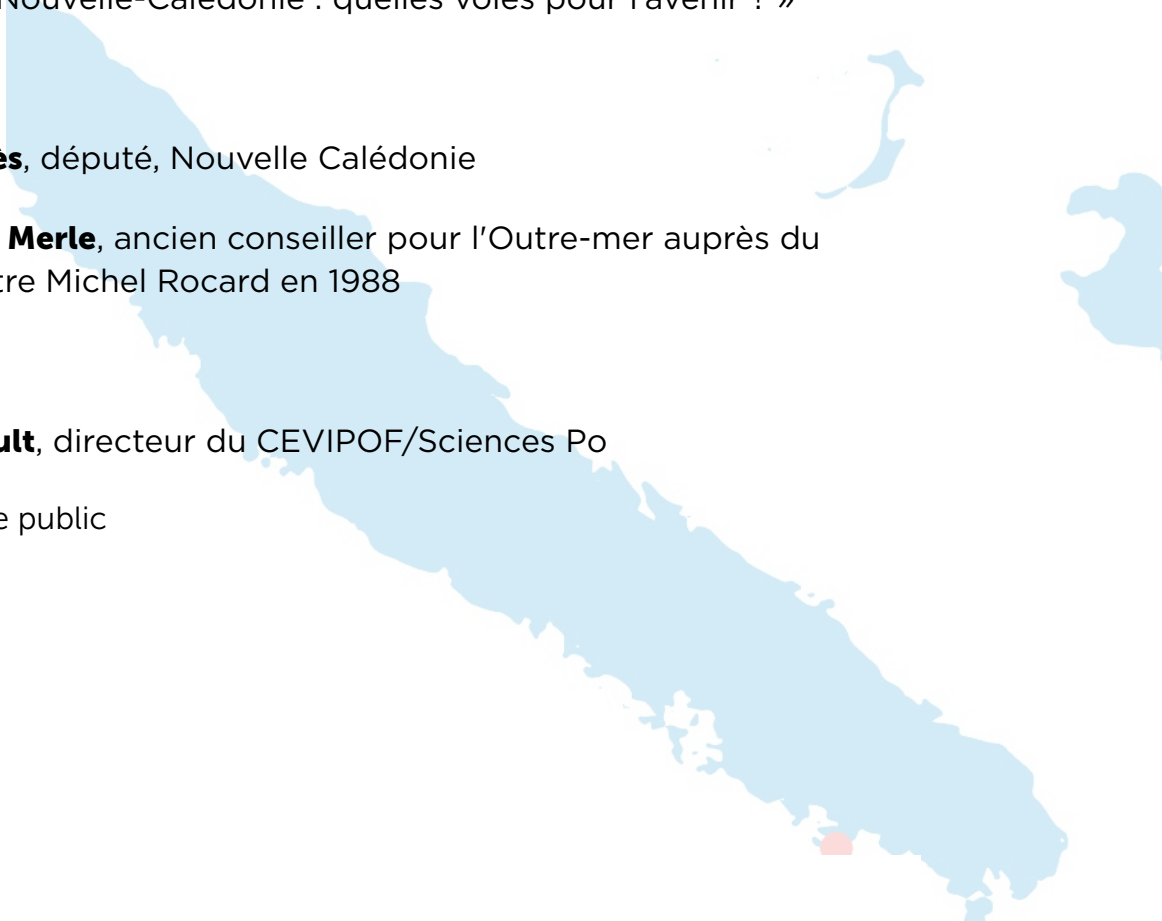 Nouvelle-Calédonie : quelles voies pour l'avenir ? »
ès, député, Nouvelle Calédonie
Merle, ancien conseiller pour l'Outre-mer auprès du
tre Michel Rocard en 1988
ult, directeur du CEVIPOF/Sciences Po
e public